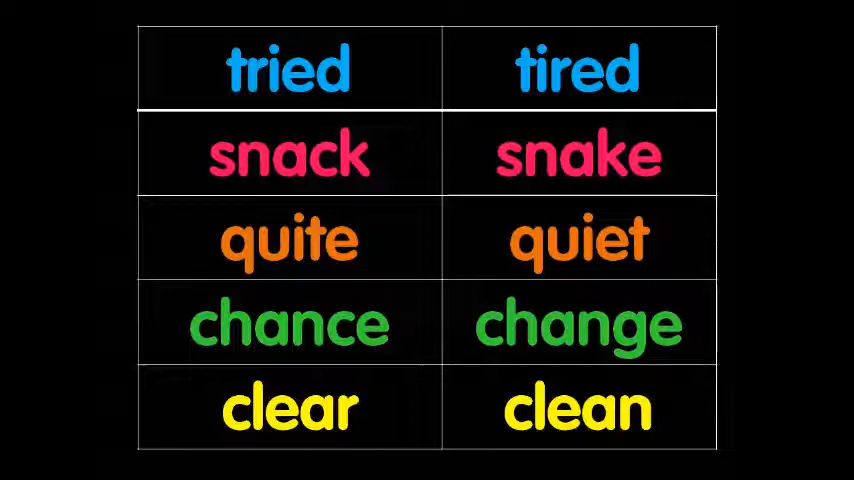 tried tired
snack snake
quite quiet
chance change
clear clean